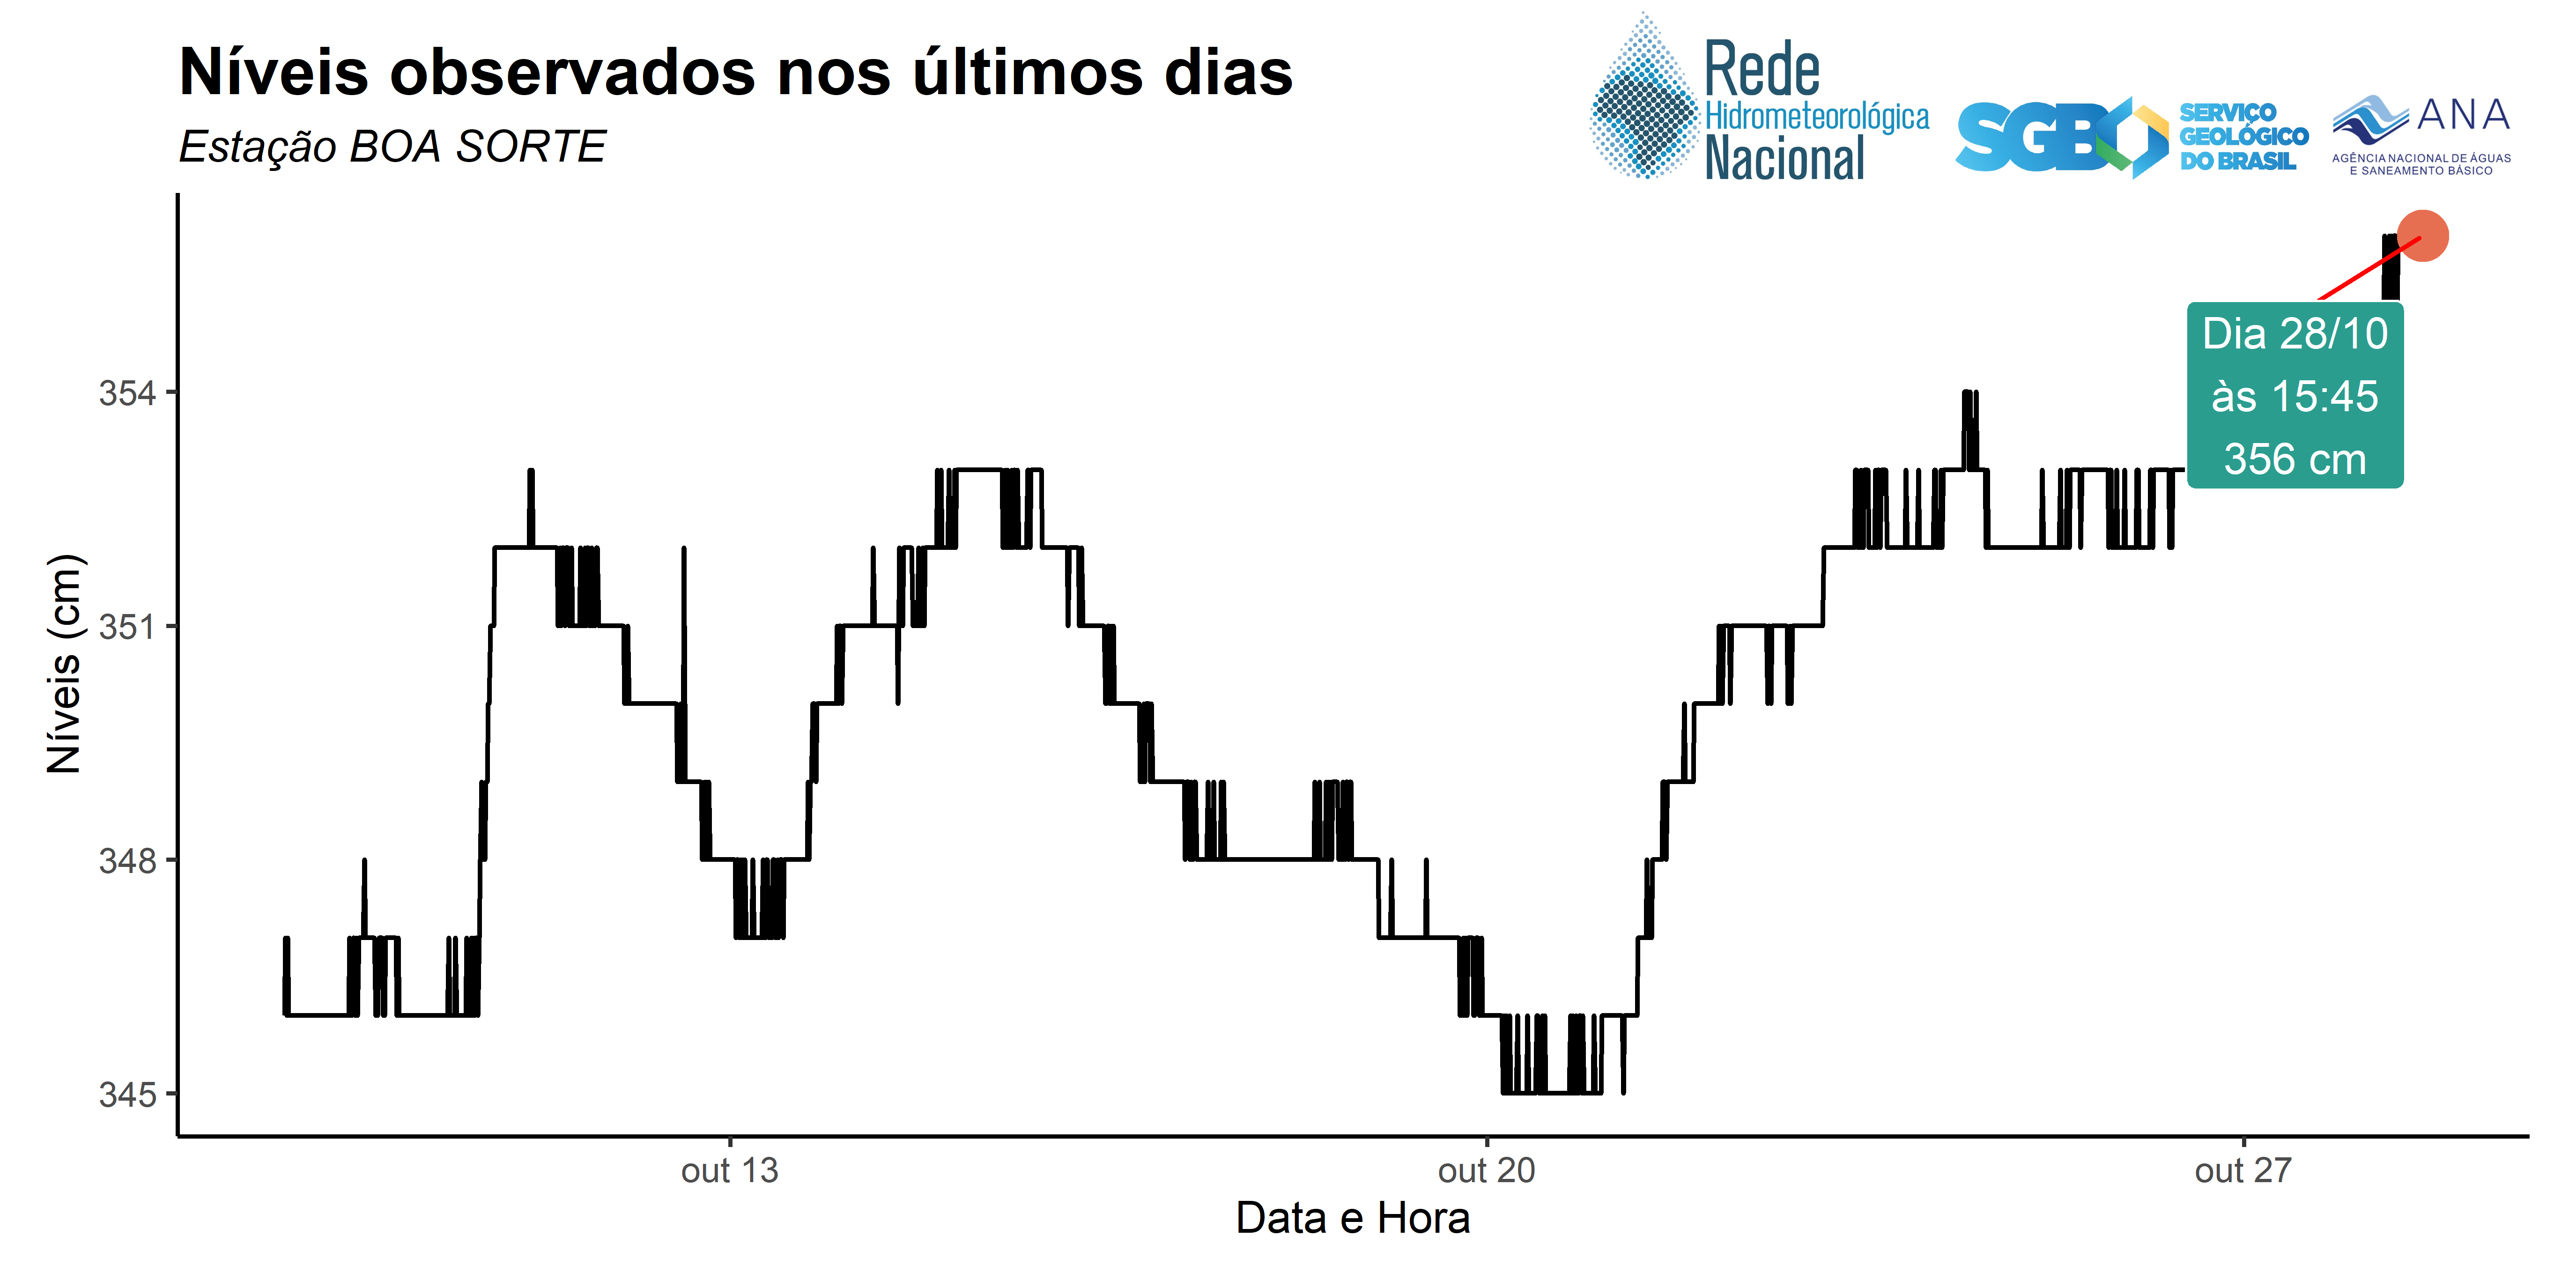 Níveis observados nos últimos dias
Estação BOA SORTE
Rede
Hidrometeorológica
Nacional
SGB
SERVIÇO
GEOLÓGICO
DO BRASIL
ANA
AGÊNCIA NACIONAL DE ÁGUAS
E SANEAMENTO BÁSICO
Dia 28/10
às 15:45
356 cm
Níveis (cm)
354
351
348
345
out 13
out 20
out 27
Data e Hora